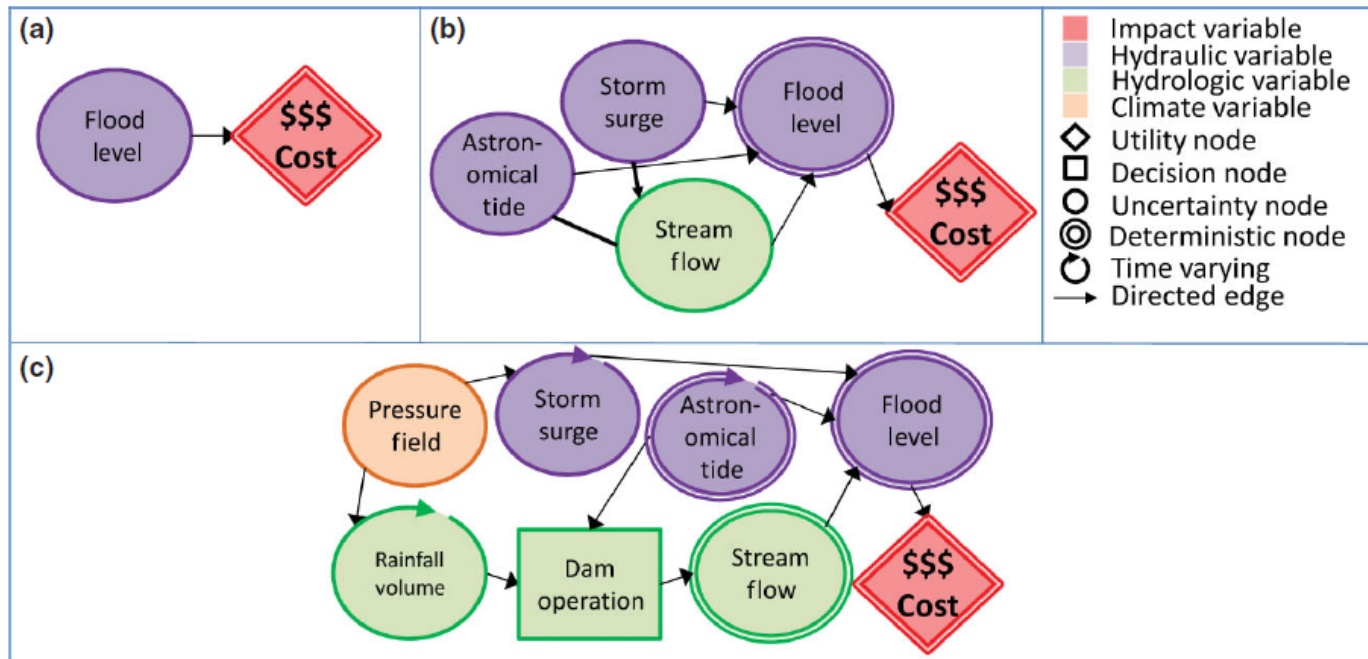 (a)
Flood
level
$$$
Cost
(b)
Storm
surge
Flood
level
Astron-
omical
tide
Stream
flow
$$$
Cost
Impact variable
Hydraulic variable
Hydrologic variable
Climate variable
Utility node
Decision node
Uncertainty node
Deterministic node
Time varying
Directed edge
(c)
Pressure
field
Storm
surge
Astron-
omical
tide
Flood
level
Rainfall
volume
Dam
operation
Stream
flow
$$$
Cost